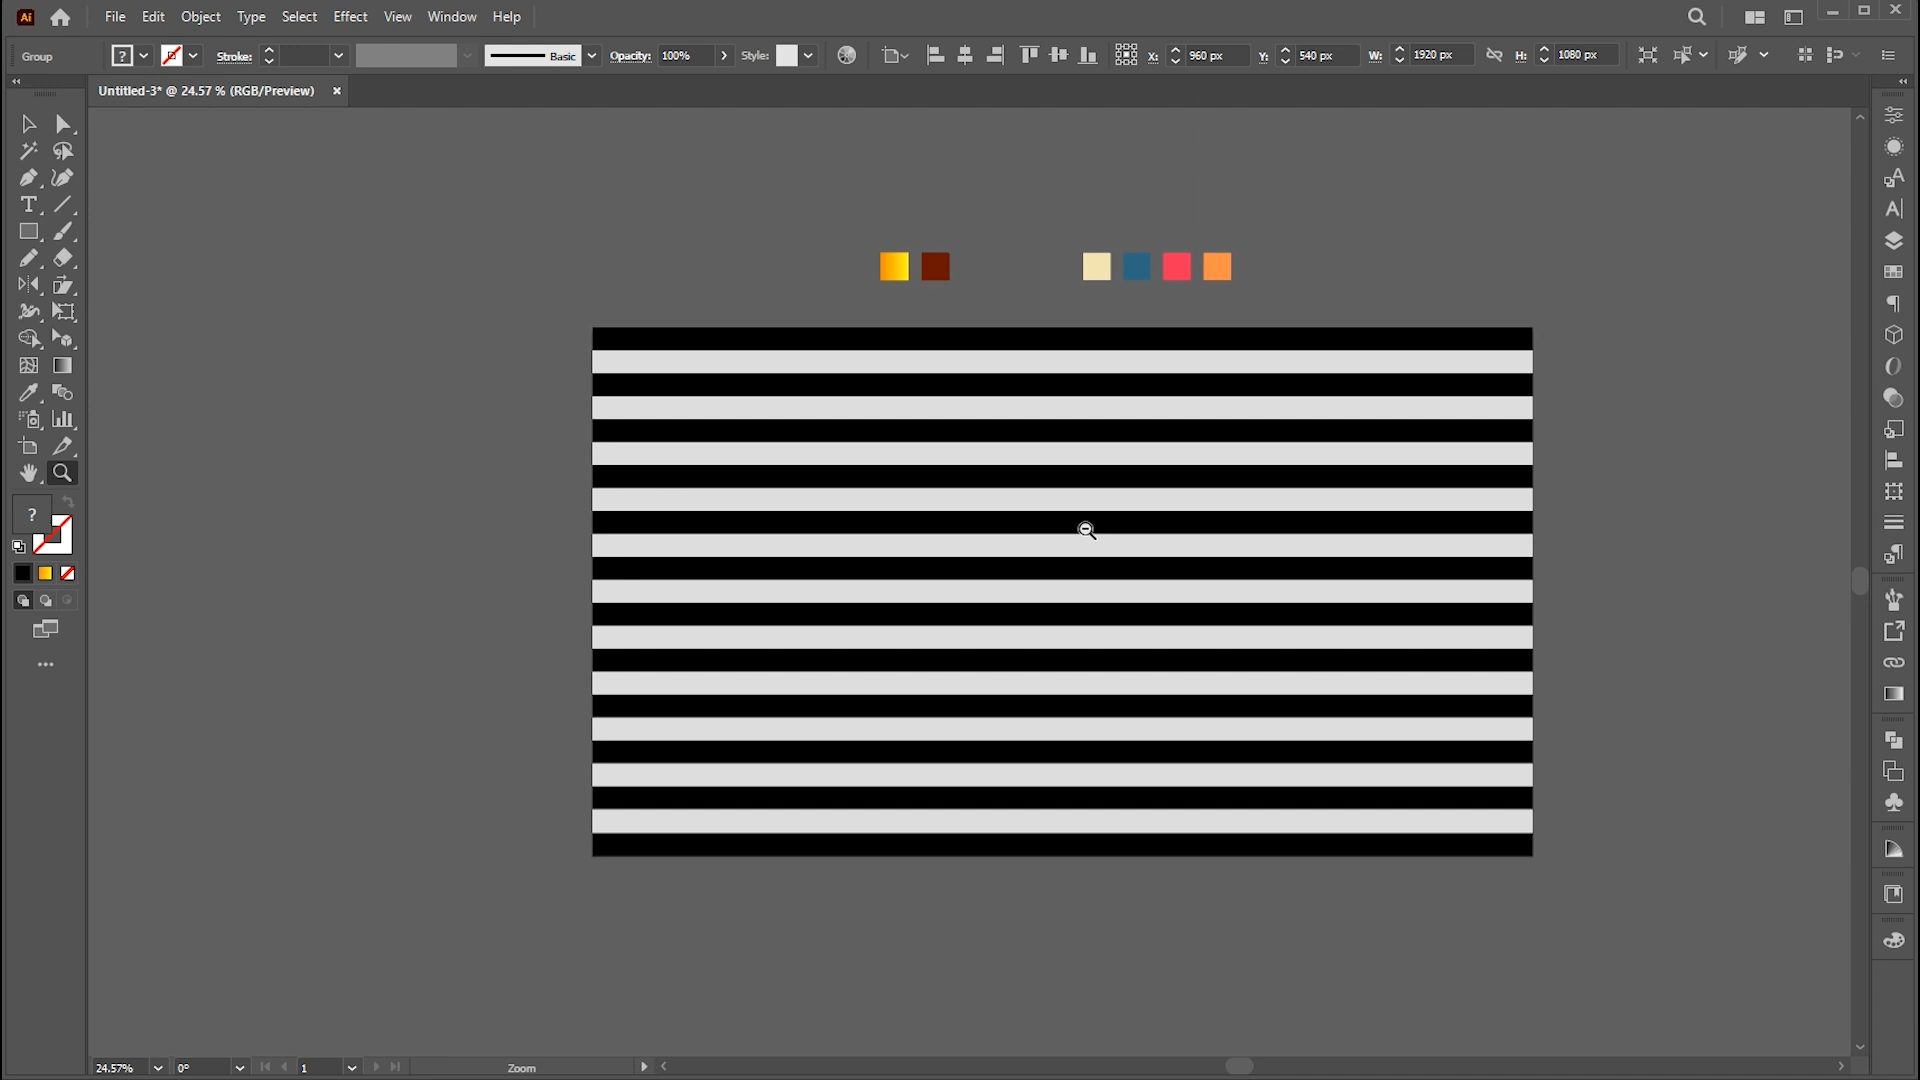 Ai File Edit Object Type Select Effect View Window Help
Group ? Stroke: Basic Opacity: 100% Style: X: 960 px Y: 540 px W: 1920 px H: 1080 px
Untitled-3* @ 24.57 % (RGB/Preview)
?
24.57% 0° 1 Zoom